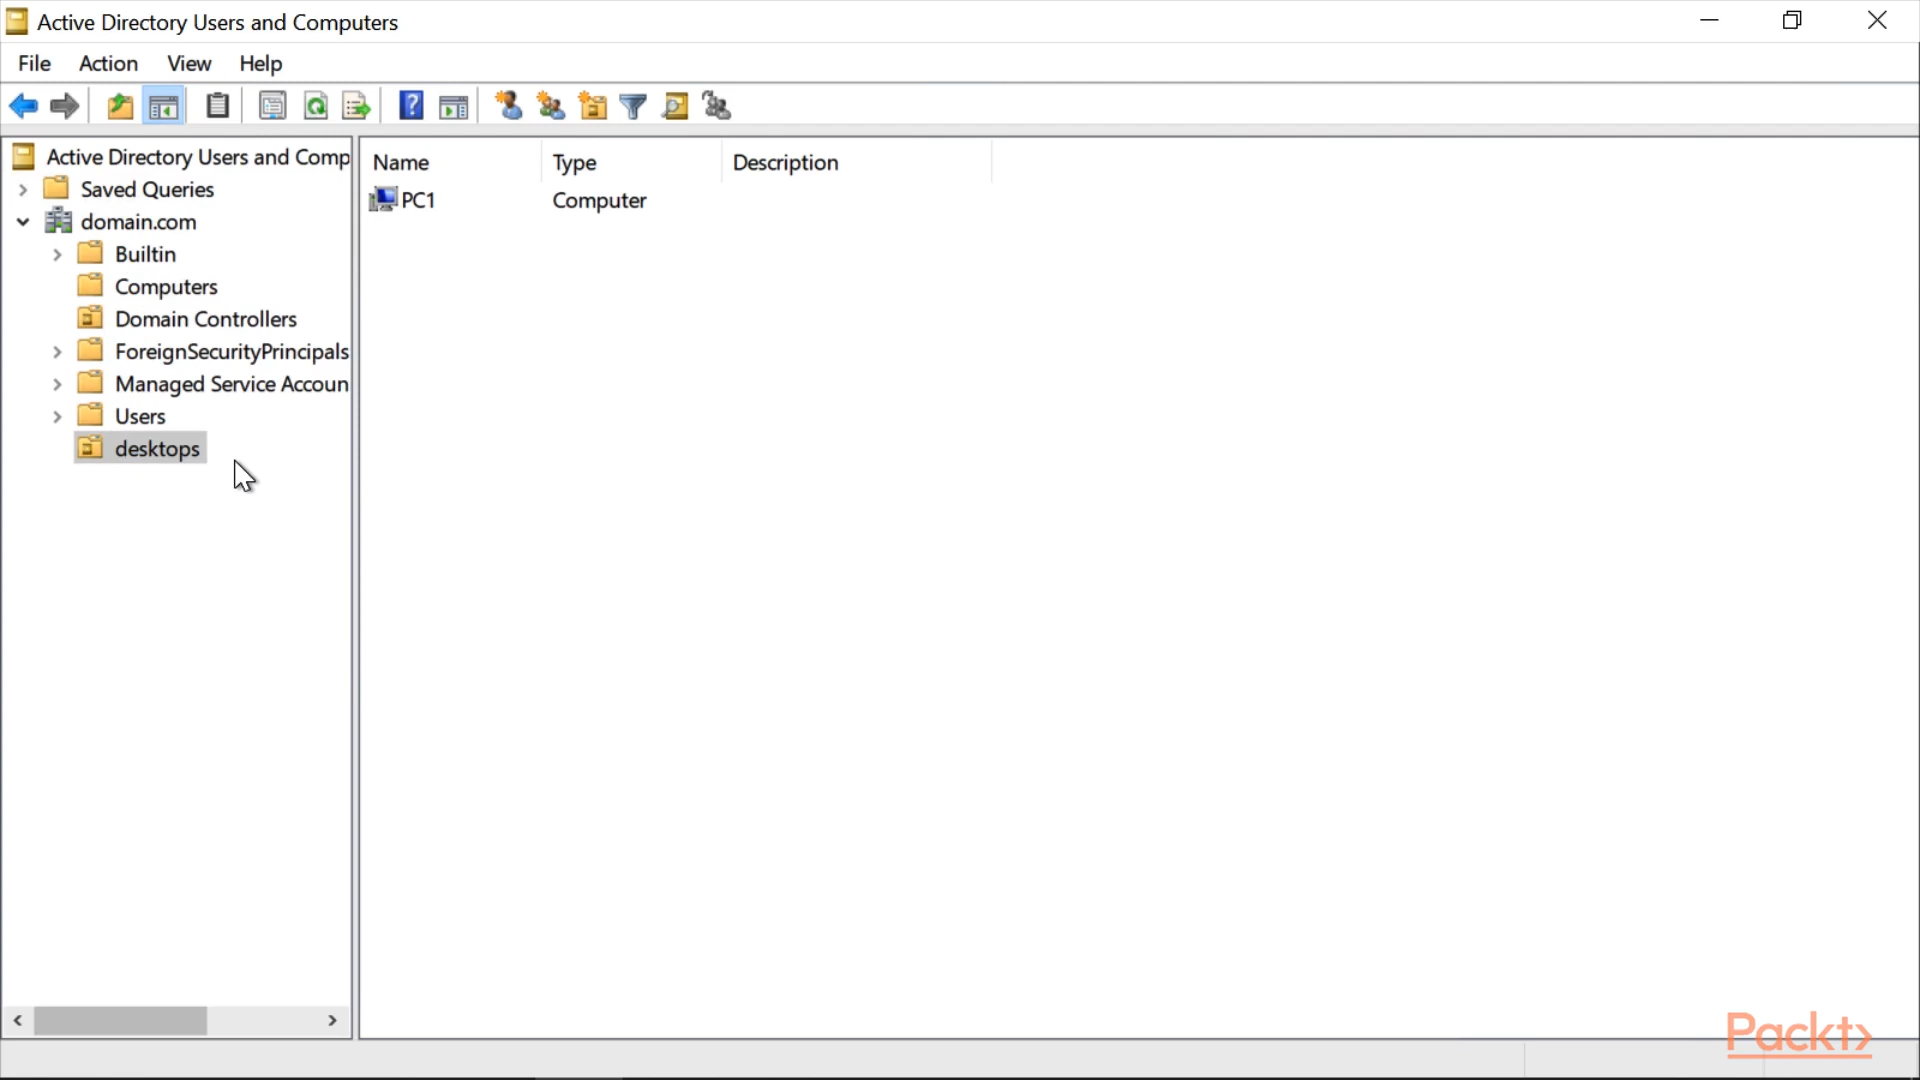 Active Directory Users and Computers
File Action View Help
Active Directory Users and Comp
Saved Queries
domain.com
Builtin
Computers
Domain Controllers
ForeignSecurityPrincipals
Managed Service Accoun
Users
desktops
Name Type Description
PC1 Computer
Packt>